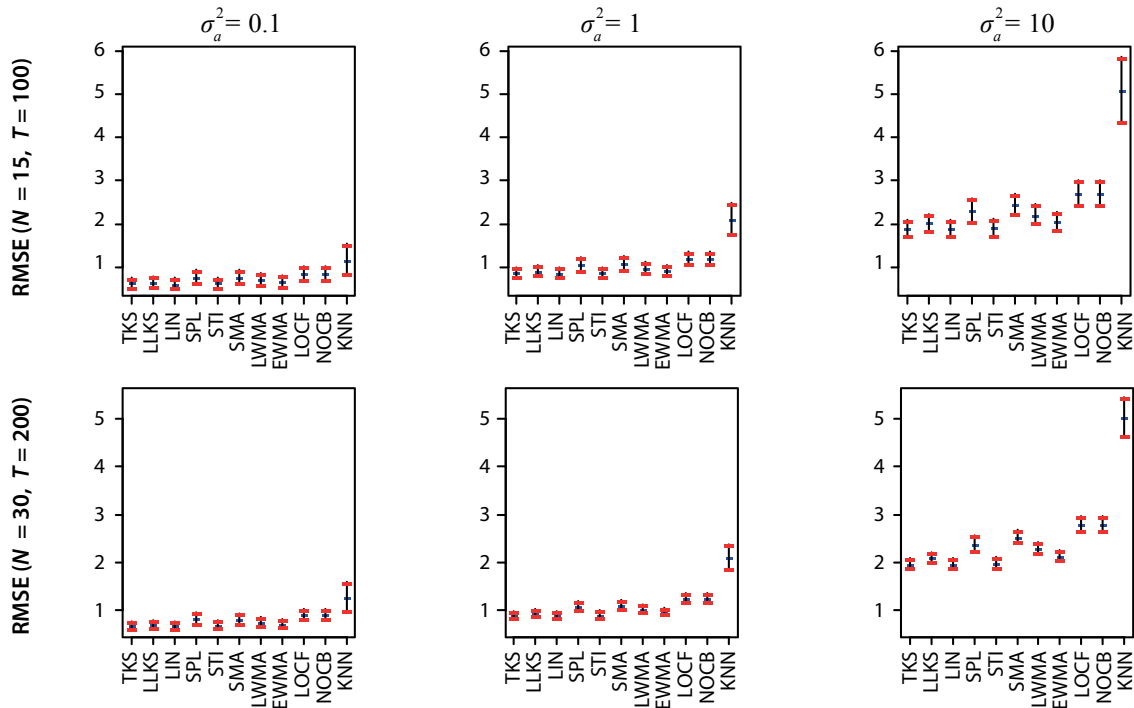 σ²ₐ = 0.1
σ²ₐ = 1
σ²ₐ = 10
RMSE (N = 15, T = 100)
6
5
4
3
2
1
TKS
LLKS
LIN
SPL
STI
SMA
LWMA
EWMA
LOCF
NOCB
KNN
6
5
4
3
2
1
TKS
LLKS
LIN
SPL
STI
SMA
LWMA
EWMA
LOCF
NOCB
KNN
6
5
4
3
2
1
TKS
LLKS
LIN
SPL
STI
SMA
LWMA
EWMA
LOCF
NOCB
KNN
RMSE (N = 30, T = 200)
5
4
3
2
1
TKS
LLKS
LIN
SPL
STI
SMA
LWMA
EWMA
LOCF
NOCB
KNN
5
4
3
2
1
TKS
LLKS
LIN
SPL
STI
SMA
LWMA
EWMA
LOCF
NOCB
KNN
5
4
3
2
1
TKS
LLKS
LIN
SPL
STI
SMA
LWMA
EWMA
LOCF
NOCB
KNN